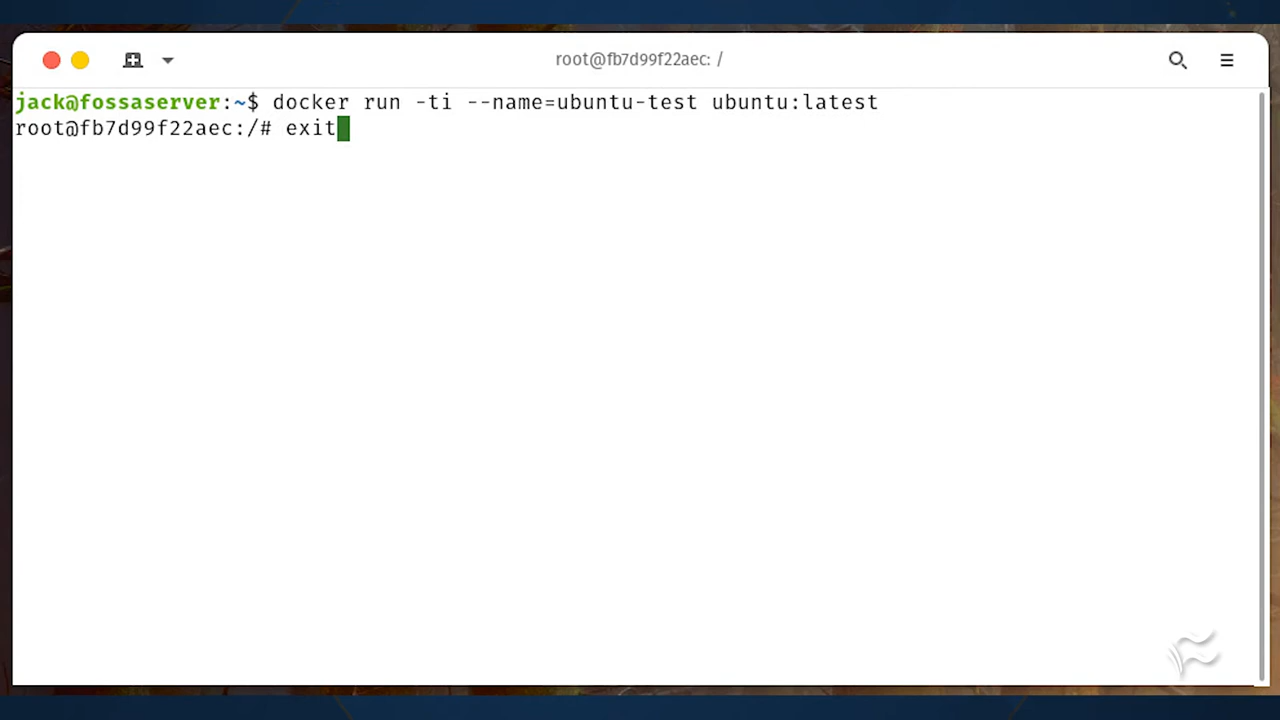 root@fb7d99f22aec: /
jack@fossaserver:~$ docker run -ti --name=ubuntu-test ubuntu:latest
root@fb7d99f22aec:/# exit